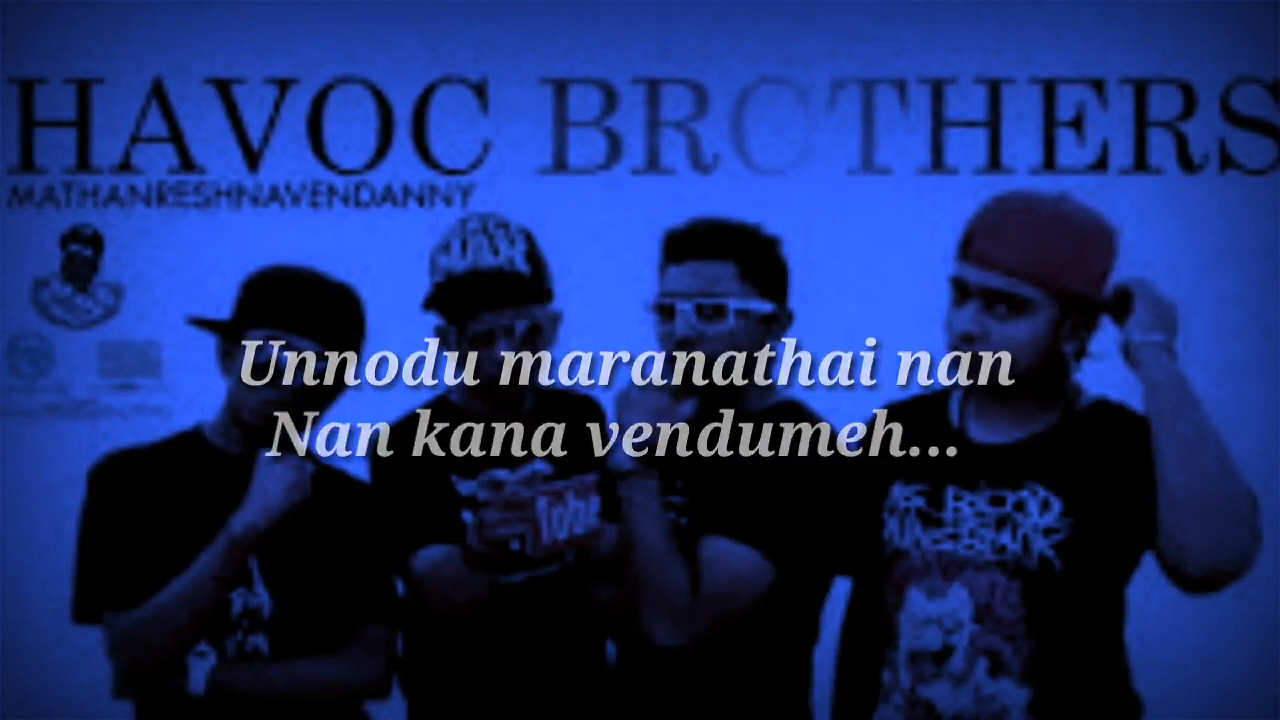 HAVOC BROTHERS
MATHANRESHNAVENDANNY
Unnodu maranathai nan
Nan kana vendumeh...